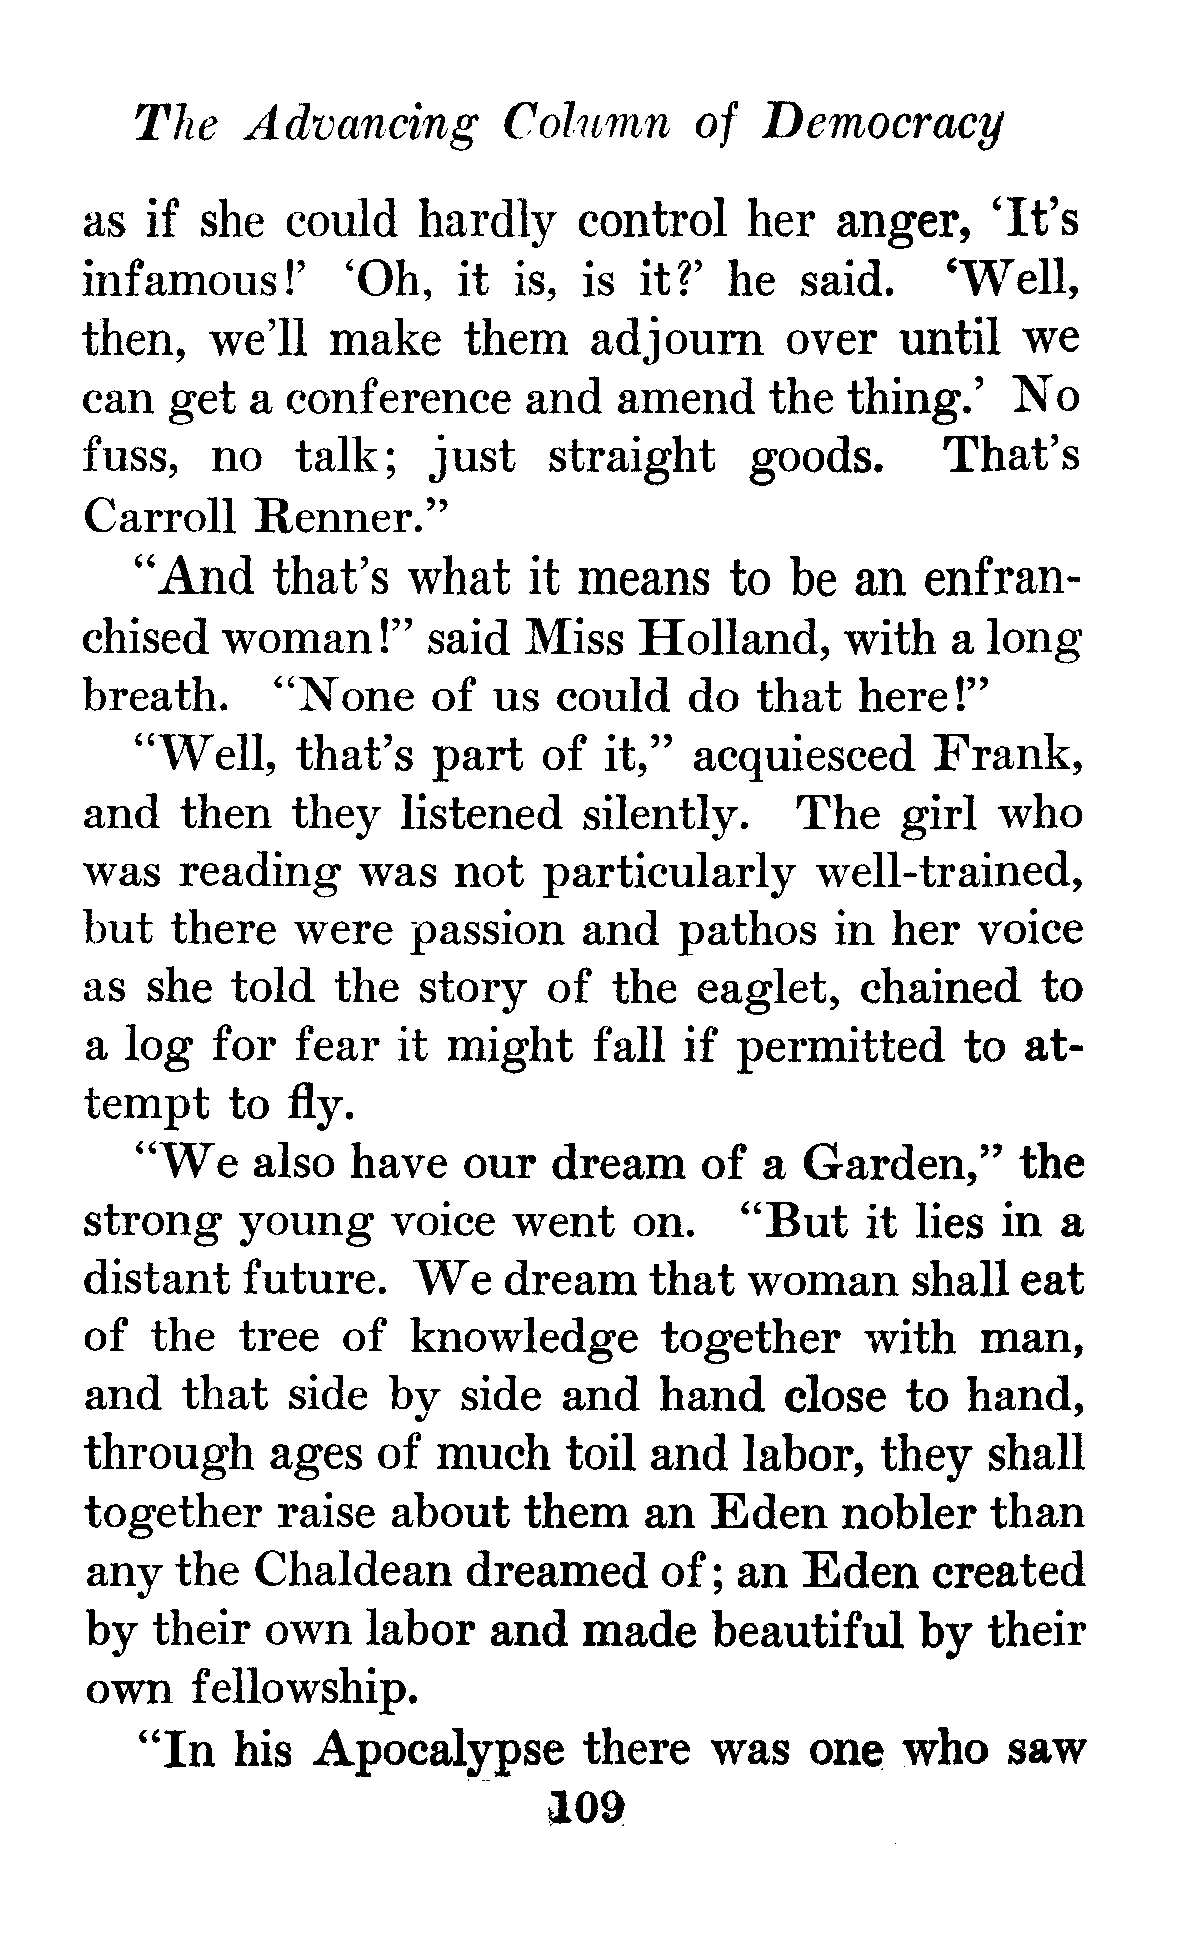 The Advancing Column of Democracy
as if she could hardly control her anger, ‘It’s
infamous!’ ‘Oh, it is, is it?’ he said. ‘Well,
then, we’ll make them adjourn over until we
can get a conference and amend the thing.’ No
fuss, no talk; just straight goods. That’s
Carroll Renner.”
“And that’s what it means to be an enfran-
chised woman!” said Miss Holland, with a long
breath. “None of us could do that here!”
“Well, that’s part of it,” acquiesced Frank,
and then they listened silently. The girl who
was reading was not particularly well-trained,
but there were passion and pathos in her voice
as she told the story of the eaglet, chained to
a log for fear it might fall if permitted to at-
tempt to fly.
“We also have our dream of a Garden,” the
strong young voice went on. “But it lies in a
distant future. We dream that woman shall eat
of the tree of knowledge together with man,
and that side by side and hand close to hand,
through ages of much toil and labor, they shall
together raise about them an Eden nobler than
any the Chaldean dreamed of; an Eden created
by their own labor and made beautiful by their
own fellowship.
“In his Apocalypse there was one who saw
109